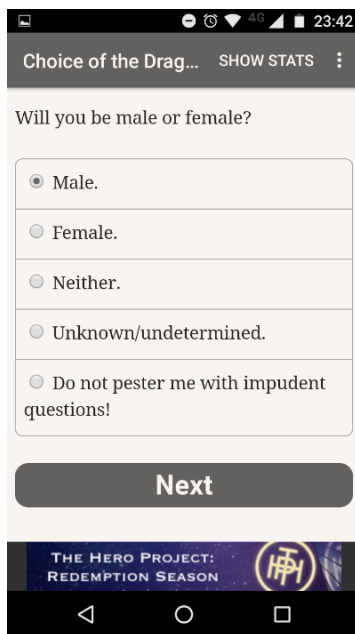 4G 23:42
Choice of the Drag... SHOW STATS
Will you be male or female?
Male.
Female.
Neither.
Unknown/undetermined.
Do not pester me with impudent
questions!
Next
THE HERO PROJECT:
REDEMPTION SEASON